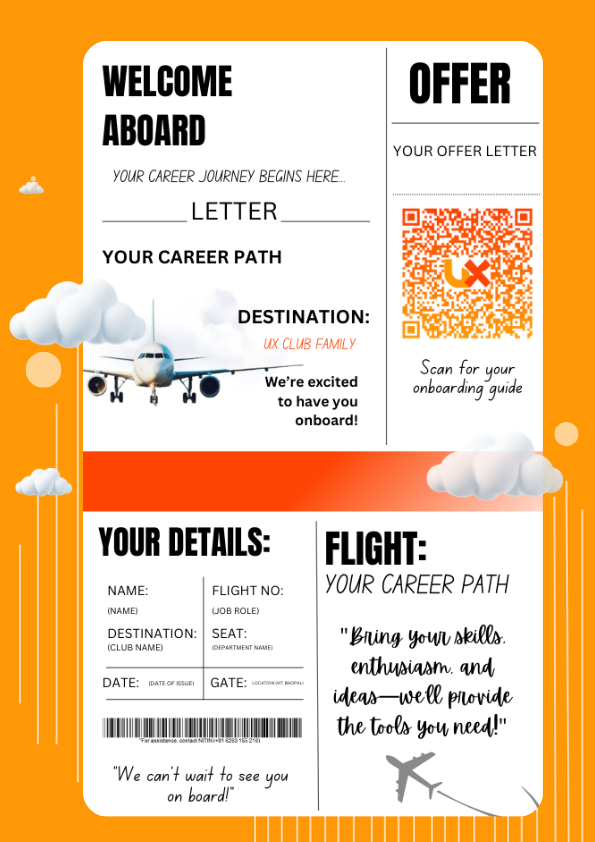 WELCOME
ABOARD
YOUR CAREER JOURNEY BEGINS HERE...
LETTER
YOUR CAREER PATH
DESTINATION:
UX CLUB FAMILY
We're excited
to have you
onboard!
OFFER
YOUR OFFER LETTER
UX
Scan for your
onboarding guide
YOUR DETAILS:
NAME:
(NAME)
FLIGHT NO:
(JOB ROLE)
DESTINATION:
(CLUB NAME)
SEAT:
(DEPARTMENT NAME)
DATE: (DATE OF ISSUE)
GATE: LOCATION (VIT BHOPAL)
"For assistance, contact NITIN(+91 6263 155 216)
"We can't wait to see you
on board!"
FLIGHT:
YOUR CAREER PATH
"Bring your skills,
enthusiasm, and
ideas—we'll provide
the tools you need!"